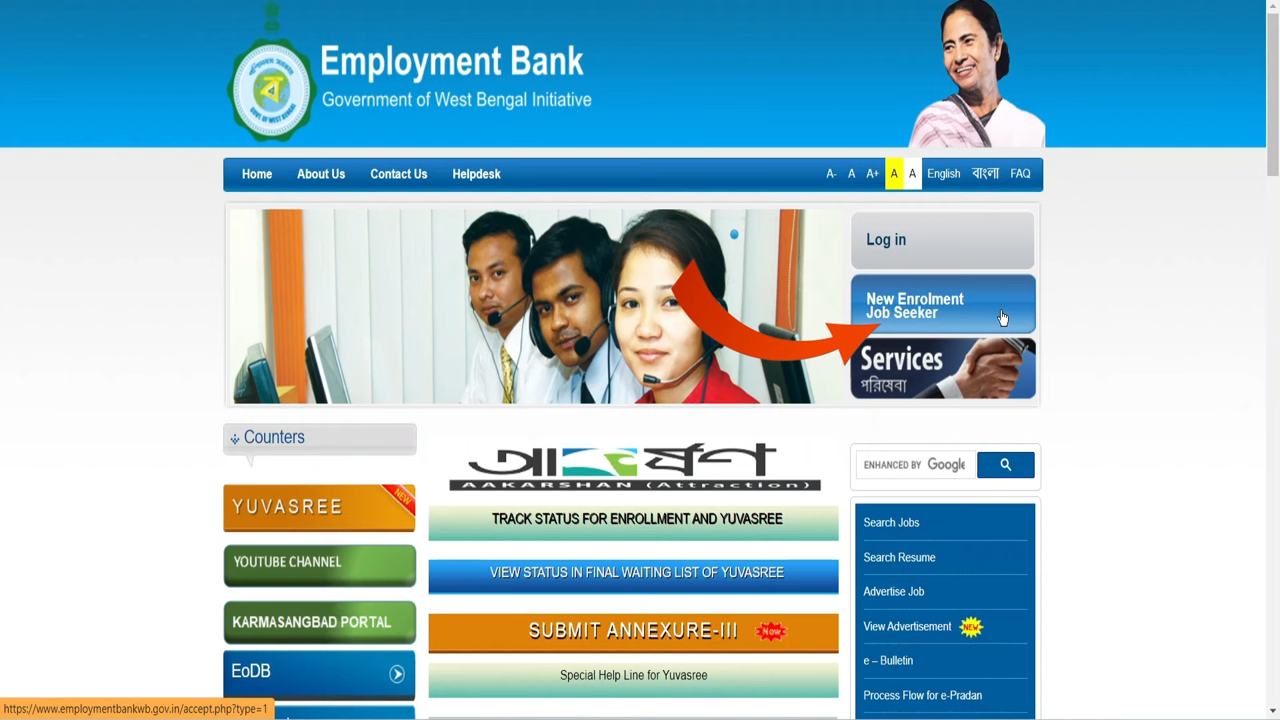 Employment Bank
Government of West Bengal Initiative
Home About Us Contact Us Helpdesk A- A A+ A A English বাংলা FAQ
Log in
New Enrolment
Job Seeker
Services
পরিষেবা
Counters
YUVASREE NEW
YOUTUBE CHANNEL
KARMASANGBAD PORTAL
EoDB
AAKARSHAN (Attraction)
TRACK STATUS FOR ENROLLMENT AND YUVASREE
VIEW STATUS IN FINAL WAITING LIST OF YUVASREE
SUBMIT ANNEXURE-III New
Special Help Line for Yuvasree
ENHANCED BY Google
Search Jobs
Search Resume
Advertise Job
View Advertisement NEW
e – Bulletin
Process Flow for e-Pradan
https://www.employmentbankwb.gov.in/accept.php?type=1